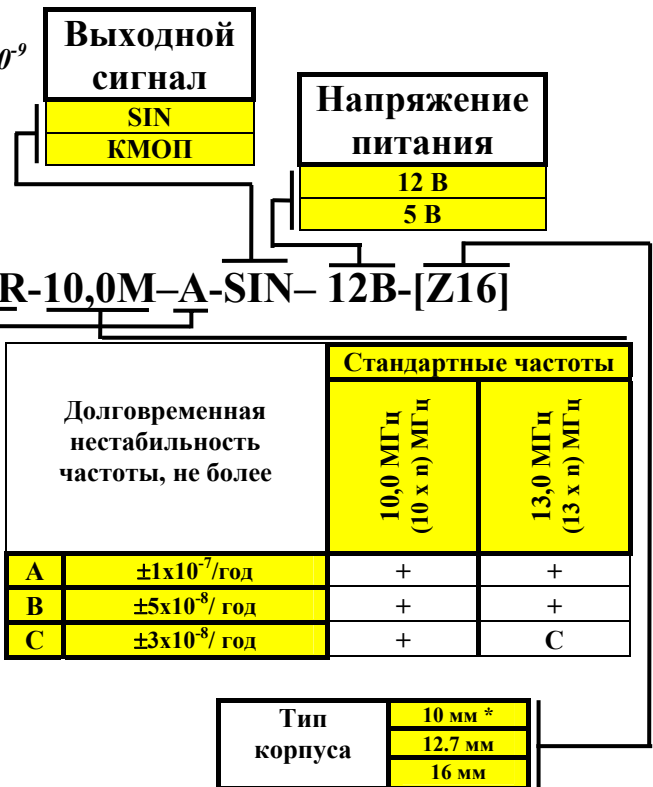 0⁻⁹
Выходной
сигнал
SIN
КМОП
Напряжение
питания
12 В
5 В
R-10,0М–А-SIN– 12В-[Z16]
Стандартные частоты
Долговременная
нестабильность
частоты, не более
10,0 МГц
(10 x n) МГц
13,0 МГц
(13 x n) МГц
A ±1x10⁻⁷/год + +
B ±5x10⁻⁸/ год + +
C ±3x10⁻⁸/ год + C
Тип
корпуса
10 мм *
12.7 мм
16 мм